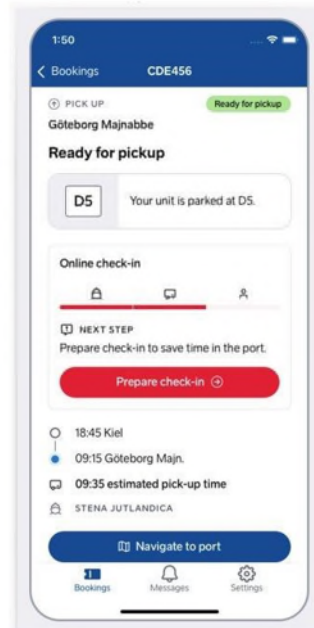 1:50
Bookings CDE456
PICK UP Ready for pickup
Göteborg Majnabbe
Ready for pickup
D5 Your unit is parked at D5.
Online check-in
NEXT STEP
Prepare check-in to save time in the port.
Prepare check-in
18:45 Kiel
09:15 Göteborg Majn.
09:35 estimated pick-up time
STENA JUTLANDICA
Navigate to port
Bookings Messages Settings